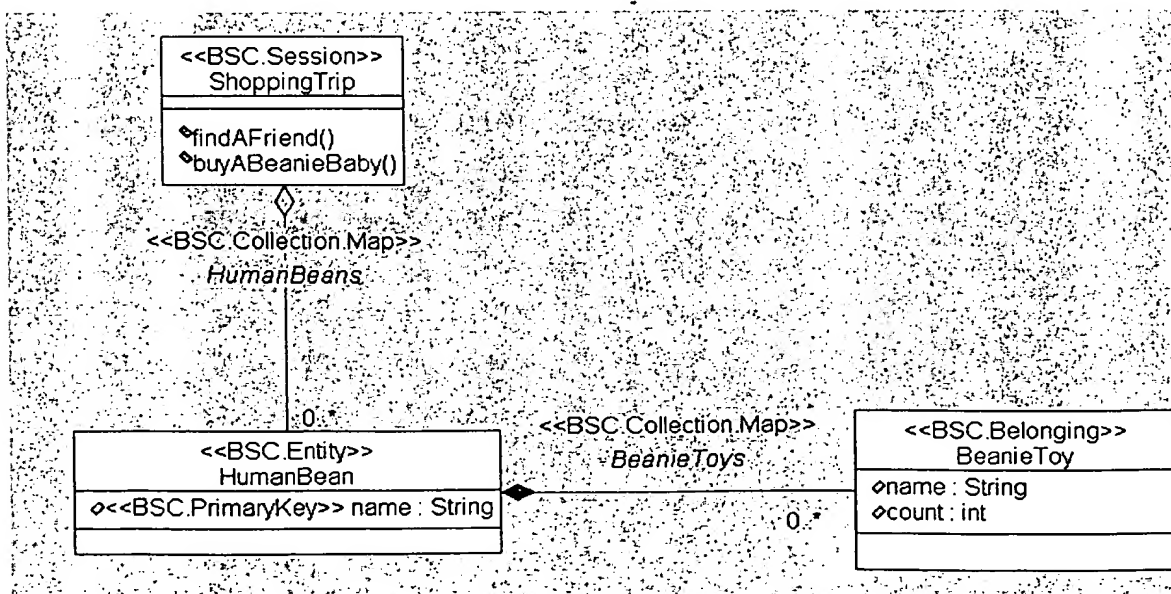 <<BSC.Session>>
ShoppingTrip
findAFriend()
buyABeanieBaby()
<<BSC.Collection.Map>>
HumanBeans
0..*
<<BSC.Entity>>
HumanBean
<<BSC.PrimaryKey>> name : String
<<BSC.Collection.Map>>
BeanieToys
0..*
<<BSC.Belonging>>
BeanieToy
name : String
count : int